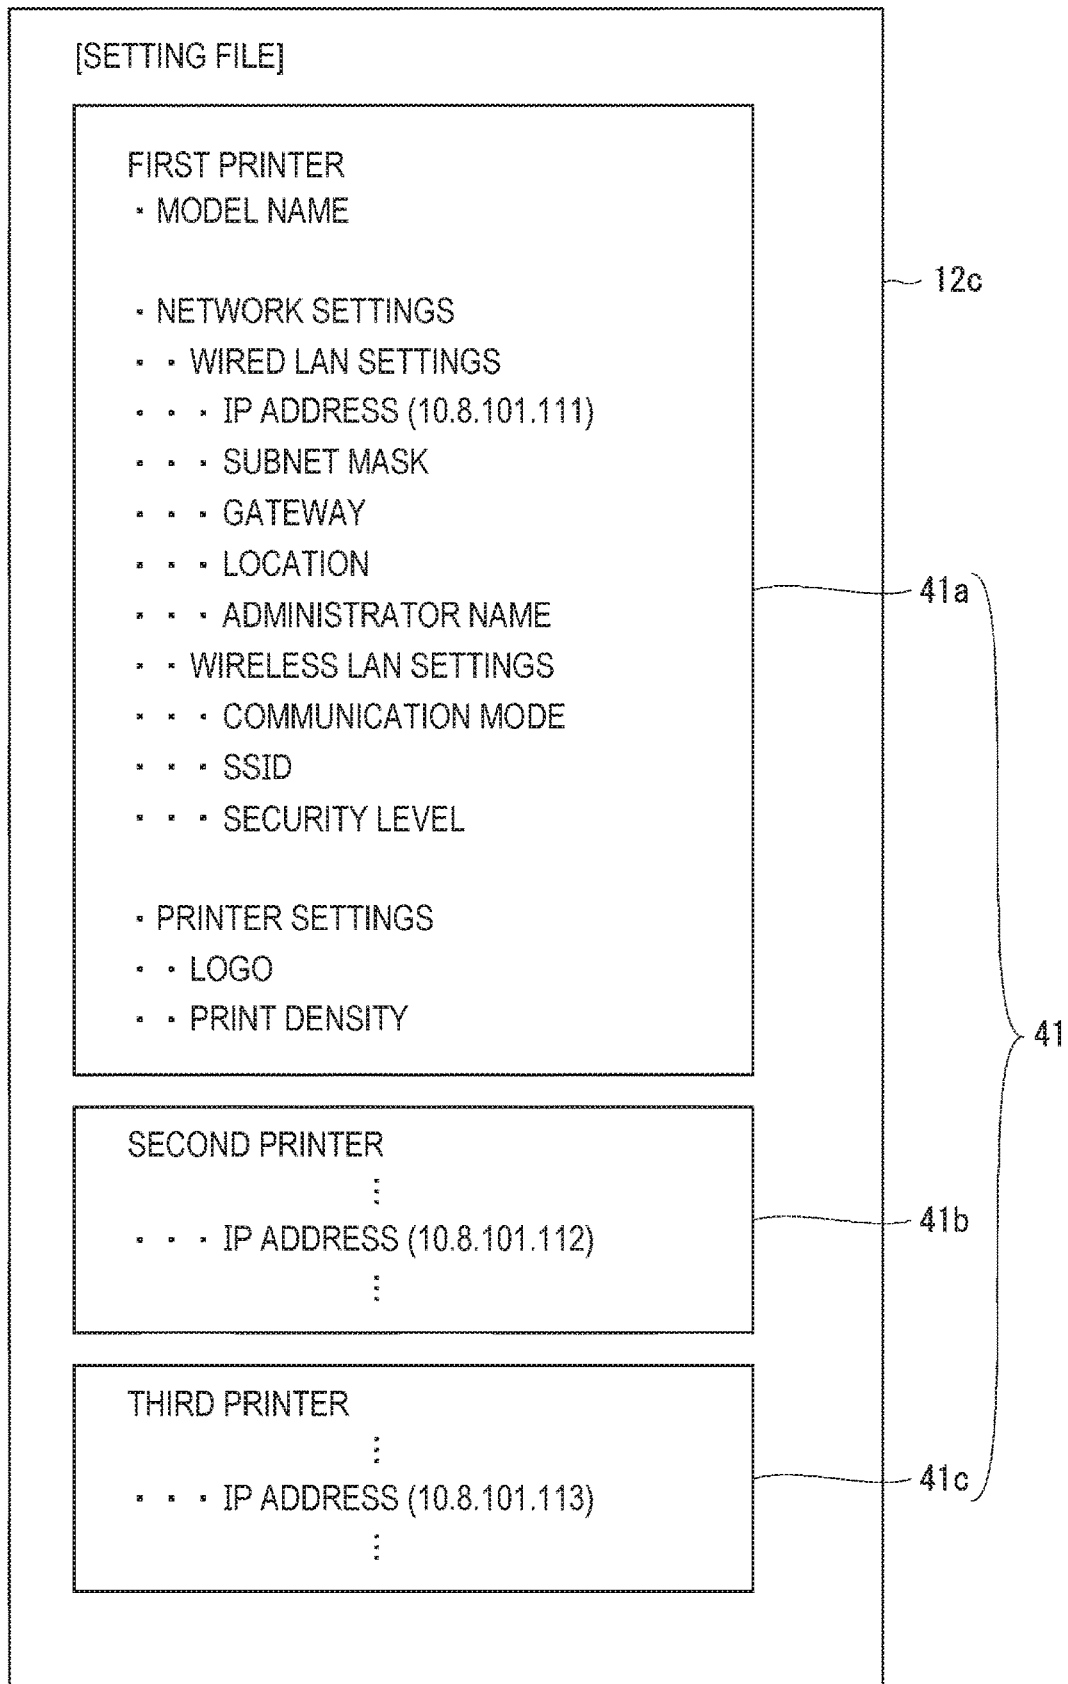 [SETTING FILE]
FIRST PRINTER
· MODEL NAME
12c
· NETWORK SETTINGS
· · WIRED LAN SETTINGS
· · · IP ADDRESS (10.8.101.111)
· · · SUBNET MASK
· · · GATEWAY
· · · LOCATION
41a
· · · ADMINISTRATOR NAME
· · WIRELESS LAN SETTINGS
· · · COMMUNICATION MODE
· · · SSID
· · · SECURITY LEVEL
· PRINTER SETTINGS
· · LOGO
· · PRINT DENSITY
41
SECOND PRINTER
⋮
· · · IP ADDRESS (10.8.101.112)
41b
⋮
THIRD PRINTER
⋮
· · · IP ADDRESS (10.8.101.113)
41c
⋮